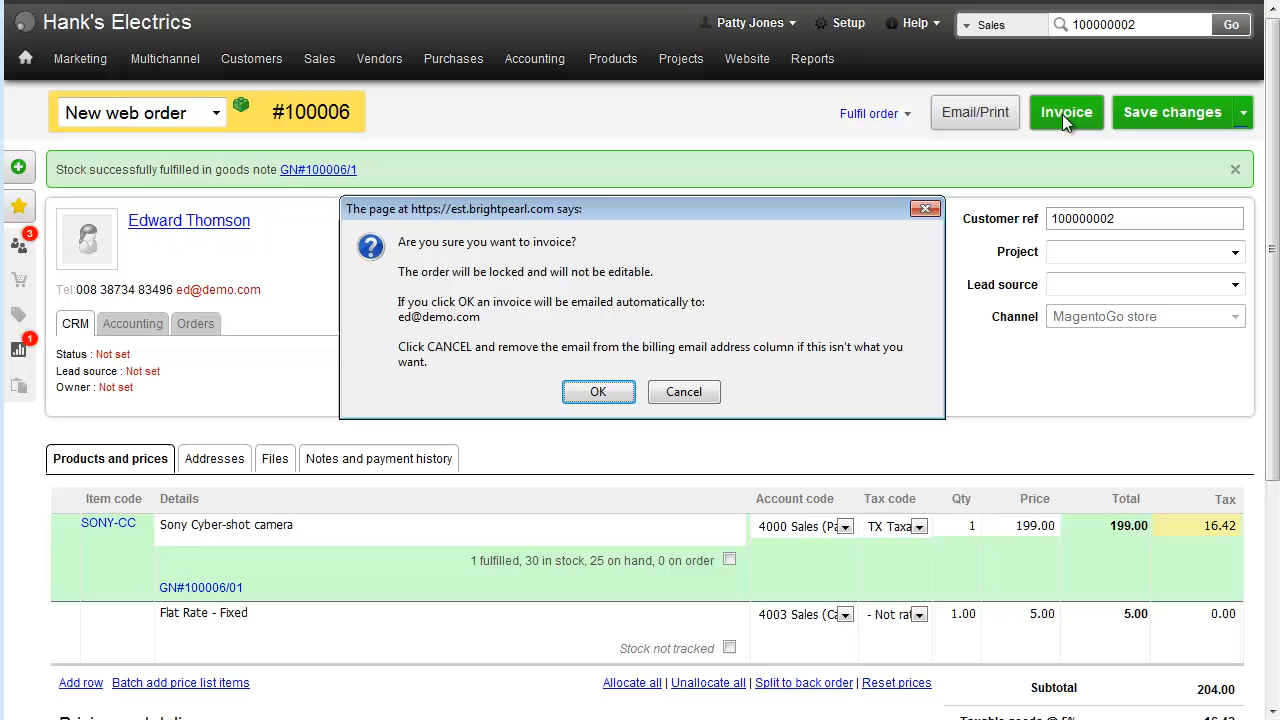 Hank's Electrics
Patty Jones
Setup
Help
Sales
100000002
Go
Marketing
Multichannel
Customers
Sales
Vendors
Purchases
Accounting
Products
Projects
Website
Reports
New web order
#100006
Fulfil order
Email/Print
Invoice
Save changes
Stock successfully fulfilled in goods note GN#100006/1
The page at https://est.brightpearl.com says:
Are you sure you want to invoice?
The order will be locked and will not be editable.
If you click OK an invoice will be emailed automatically to:
ed@demo.com
Click CANCEL and remove the email from the billing email address column if this isn't what you
want.
OK
Cancel
3
1
Edward Thomson
Tel:008 38734 83496 ed@demo.com
CRM
Accounting
Orders
Status : Not set
Lead source : Not set
Owner : Not set
Customer ref 100000002
Project
Lead source
Channel MagentoGo store
Products and prices
Addresses
Files
Notes and payment history
Item code Details Account code Tax code Qty Price Total Tax
SONY-CC Sony Cyber-shot camera 4000 Sales (Pa TX Taxa 1 199.00 199.00 16.42
1 fulfilled, 30 in stock, 25 on hand, 0 on order
GN#100006/01
Flat Rate - Fixed 4003 Sales (Ca - Not rat 1.00 5.00 5.00 0.00
Stock not tracked
Add row Batch add price list items
Allocate all | Unallocate all | Split to back order | Reset prices
Subtotal 204.00